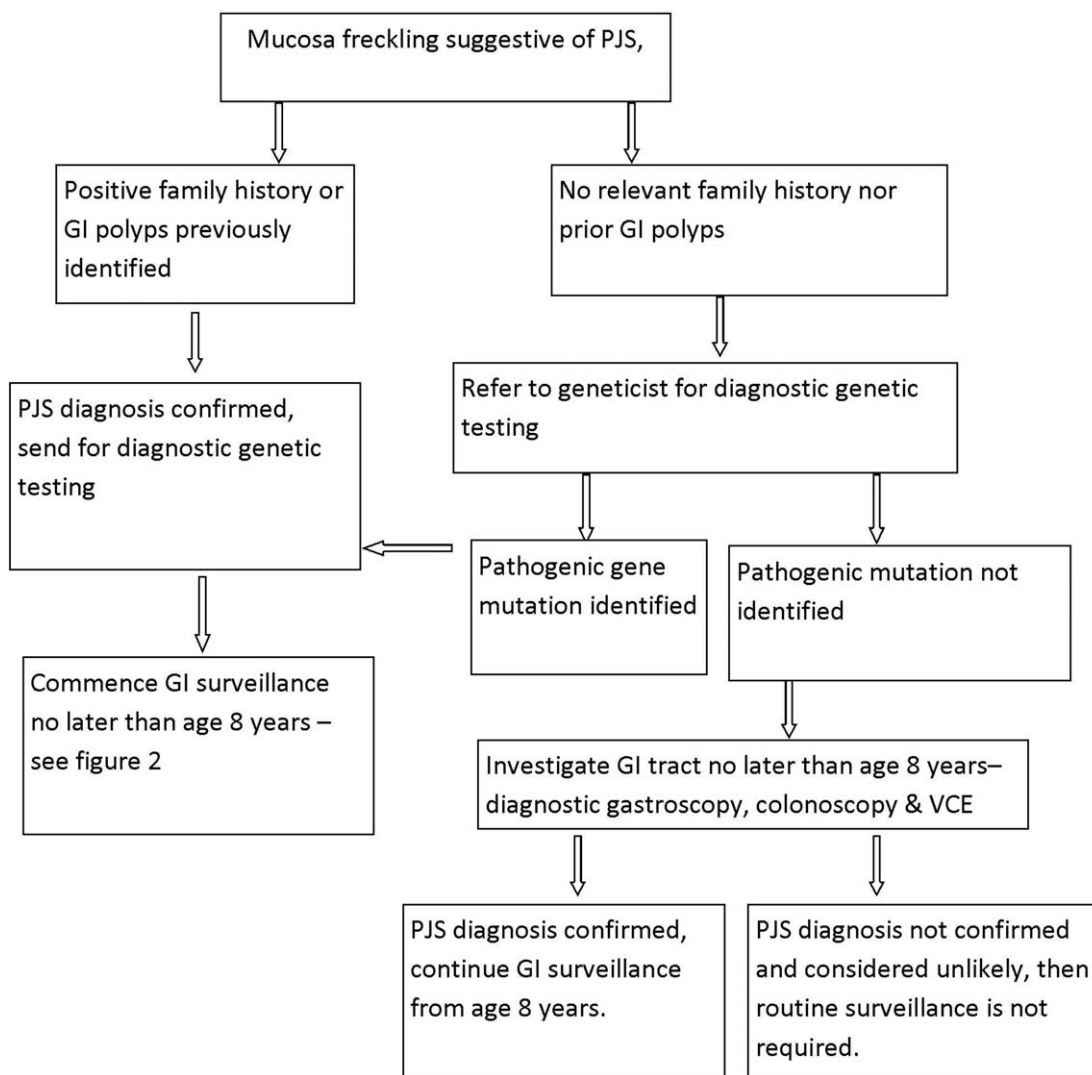 Mucosa freckling suggestive of PJS,
Positive family history or
GI polyps previously
identified
No relevant family history nor
prior GI polyps
PJS diagnosis confirmed,
send for diagnostic genetic
testing
Refer to geneticist for diagnostic genetic
testing
Pathogenic gene
mutation identified
Pathogenic mutation not
identified
Commence GI surveillance
no later than age 8 years –
see figure 2
Investigate GI tract no later than age 8 years–
diagnostic gastroscopy, colonoscopy & VCE
PJS diagnosis confirmed,
continue GI surveillance
from age 8 years.
PJS diagnosis not confirmed
and considered unlikely, then
routine surveillance is not
required.